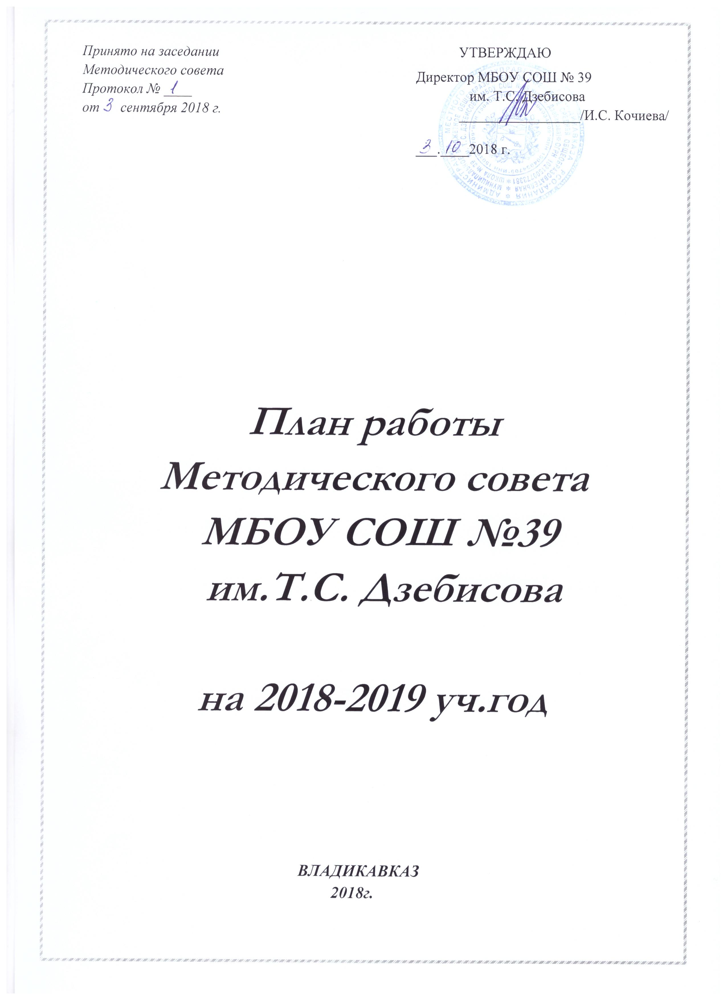 Принято на заседании
Методического совета
Протокол № 1
от 3 сентября 2018 г.
УТВЕРЖДАЮ
Директор МБОУ СОШ № 39
им. Т.С. Дзебисова
/И.С. Кочиева/
3.10 2018 г.
План работы
Методического совета
МБОУ СОШ №39
им. Т.С. Дзебисова
на 2018-2019 уч.год
ВЛАДИКАВКАЗ
2018г.